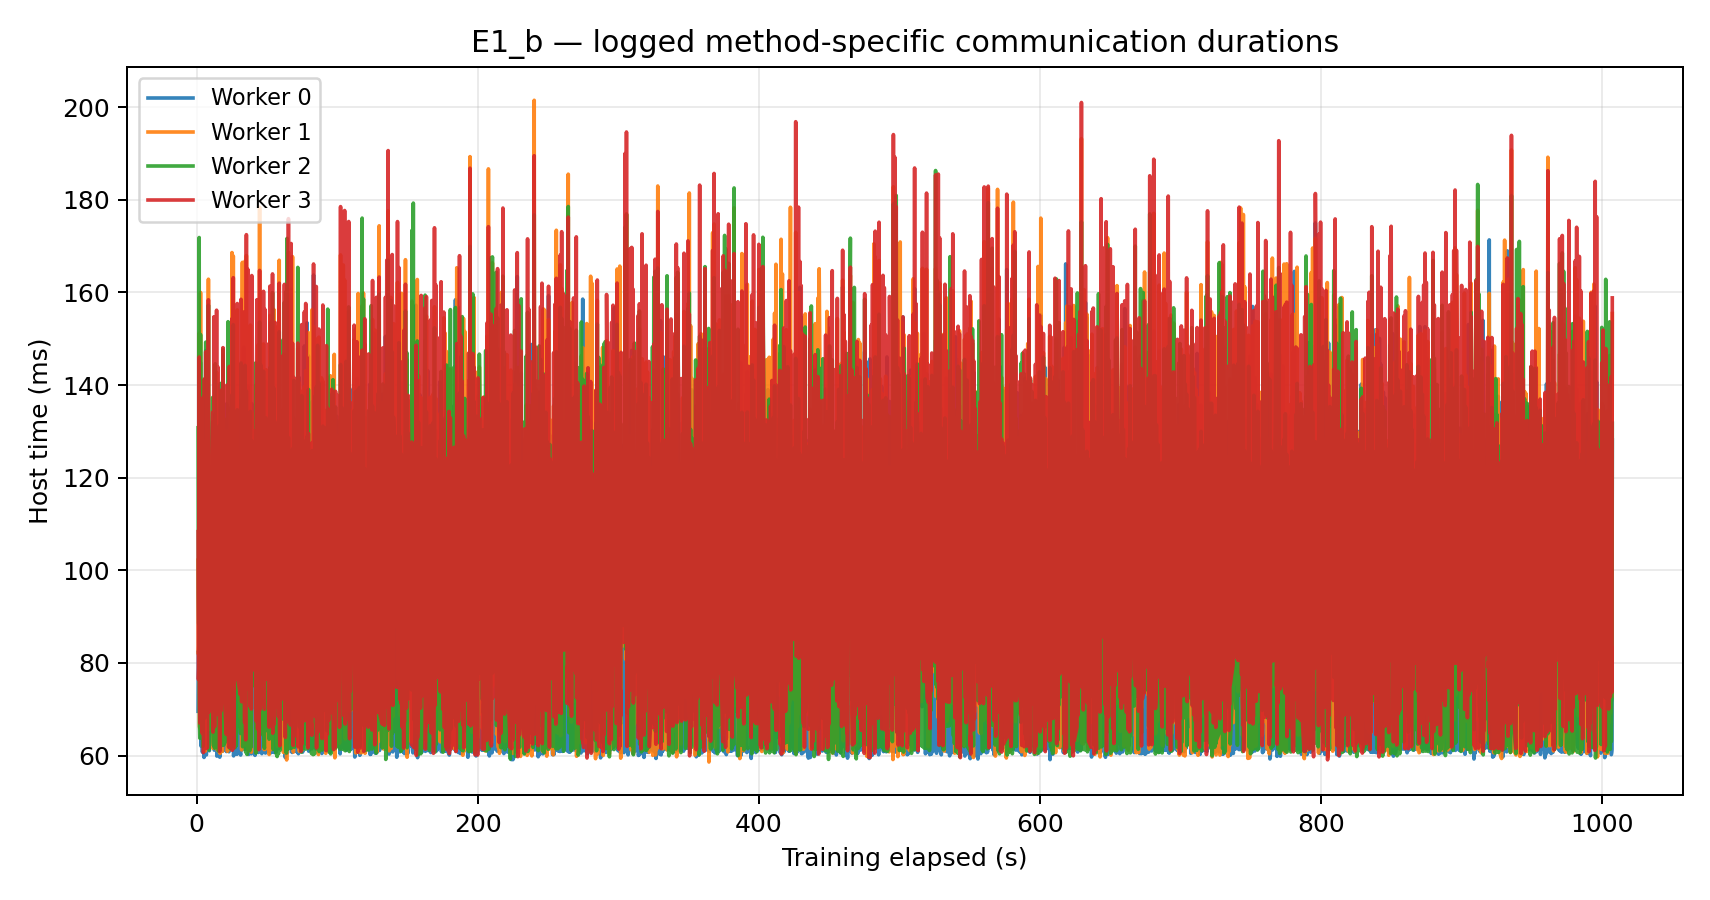 E1_b — logged method-specific communication durations
Worker 0
Worker 1
Worker 2
Worker 3
200
180
160
140
120
100
80
60
Host time (ms)
0
200
400
600
800
1000
Training elapsed (s)